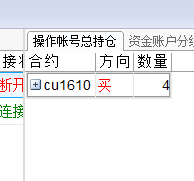 操作帐号总持仓 资金账户分
接 合约 方向 数量
断开 cu1610 买 4
连接